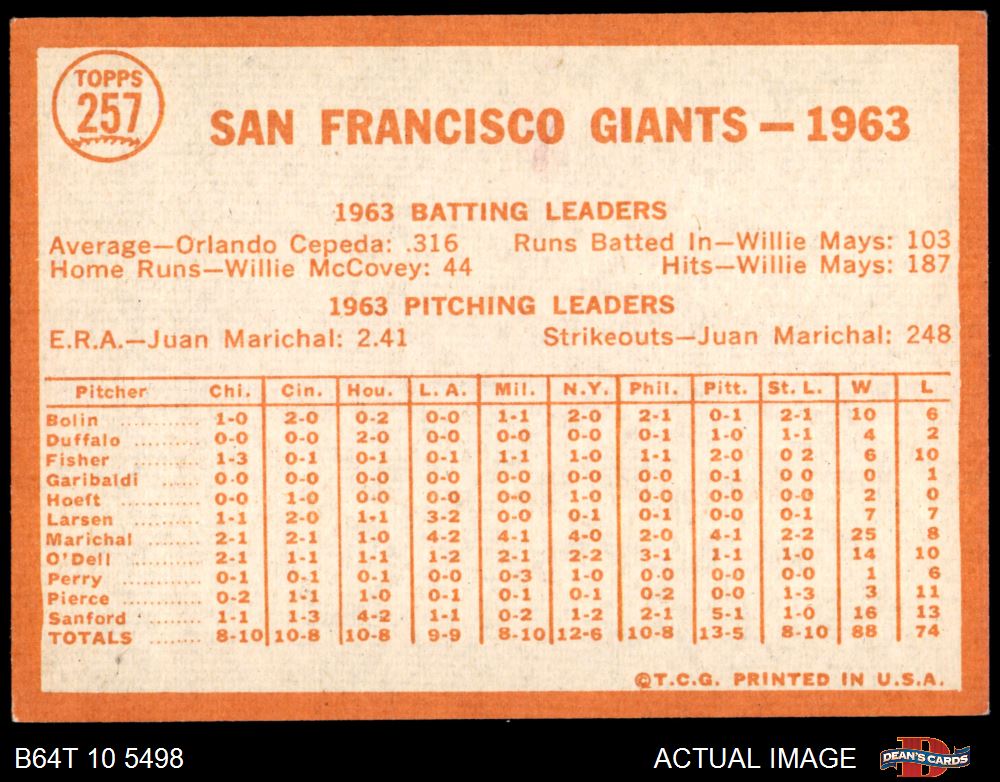 TOPPS
257
SAN FRANCISCO GIANTS — 1963
1963 BATTING LEADERS
Average—Orlando Cepeda: .316 Runs Batted In—Willie Mays: 103
Home Runs—Willie McCovey: 44 Hits—Willie Mays: 187
1963 PITCHING LEADERS
E.R.A.—Juan Marichal: 2.41 Strikeouts—Juan Marichal: 248
Pitcher Chi. Cin. Hou. L. A. Mil. N.Y. Phil. Pitt. St. L. W L
Bolin .......... 1-0 2-0 0-2 0-0 1-1 2-0 2-1 0-1 2-1 10 6
Duffalo ........ 0-0 0-0 2-0 0-0 0-0 0-0 0-1 1-0 1-1 4 2
Fisher .......... 1-3 0-1 0-1 0-1 1-1 1-0 1-1 2-0 0 2 6 10
Garibaldi ..... 0-0 0-0 0-0 0-0 0-0 0-0 0-0 0-1 0 0 0 1
Hoeft .......... 0-0 1-0 0-0 0-0 0-0 1-0 0-0 0-0 0 0 2 0
Larsen .......... 1-1 2-0 1-1 3-2 0-0 0-1 0-1 0-0 0-1 7 7
Marichal ....... 2-1 2-1 1-0 4-2 4-1 4-0 2-0 4-1 2-2 25 8
O'Dell .......... 2-1 1-1 1-1 1-2 2-1 2-2 3-1 1-1 1-0 14 10
Perry ............ 0-1 0-1 0-1 0-0 0-3 1-0 0-0 0-0 0-0 1 6
Pierce ........... 0-2 1-1 1-0 0-1 0-1 0-1 0-2 0-0 1-3 3 11
Sanford ......... 1-1 1-3 4-2 1-1 0-2 1-2 2-1 5-1 1-0 16 13
TOTALS ........ 8-10 10-8 10-8 9-9 8-10 12-6 10-8 13-5 8-10 88 74
©T.C.G. PRINTED IN U.S.A.
B64T 10 5498 ACTUAL IMAGE DEAN'S CARDS